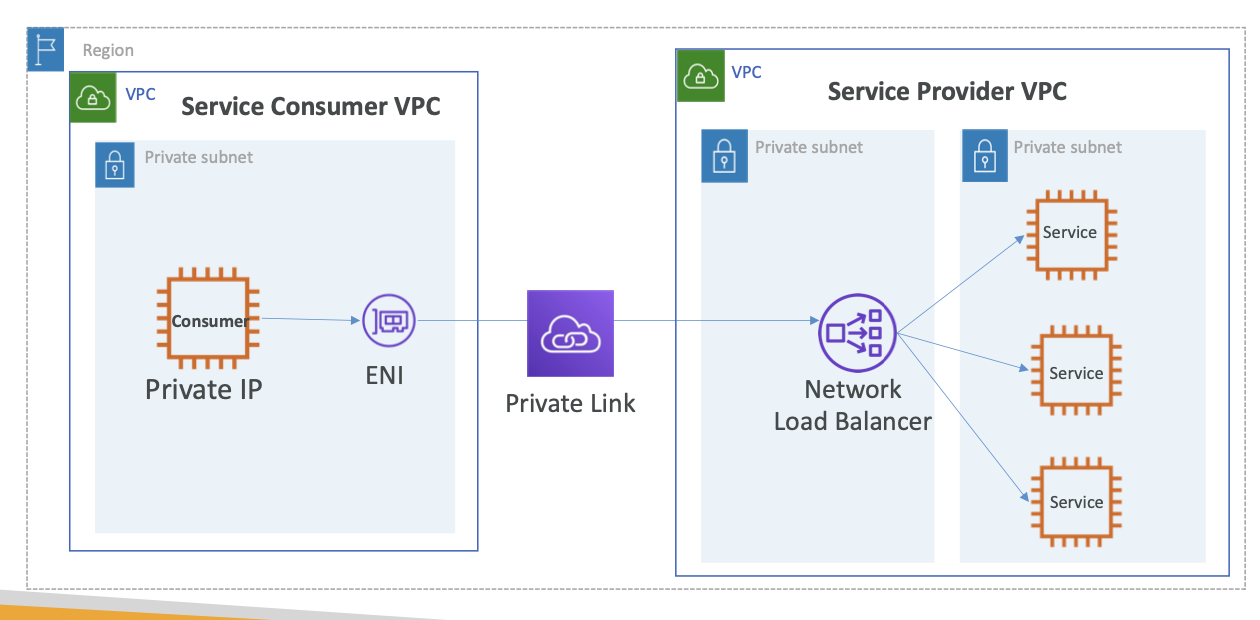 Region
VPC
Service Consumer VPC
Private subnet
Consumer
Private IP
ENI
Private Link
VPC
Service Provider VPC
Private subnet
Network
Load Balancer
Private subnet
Service
Service
Service